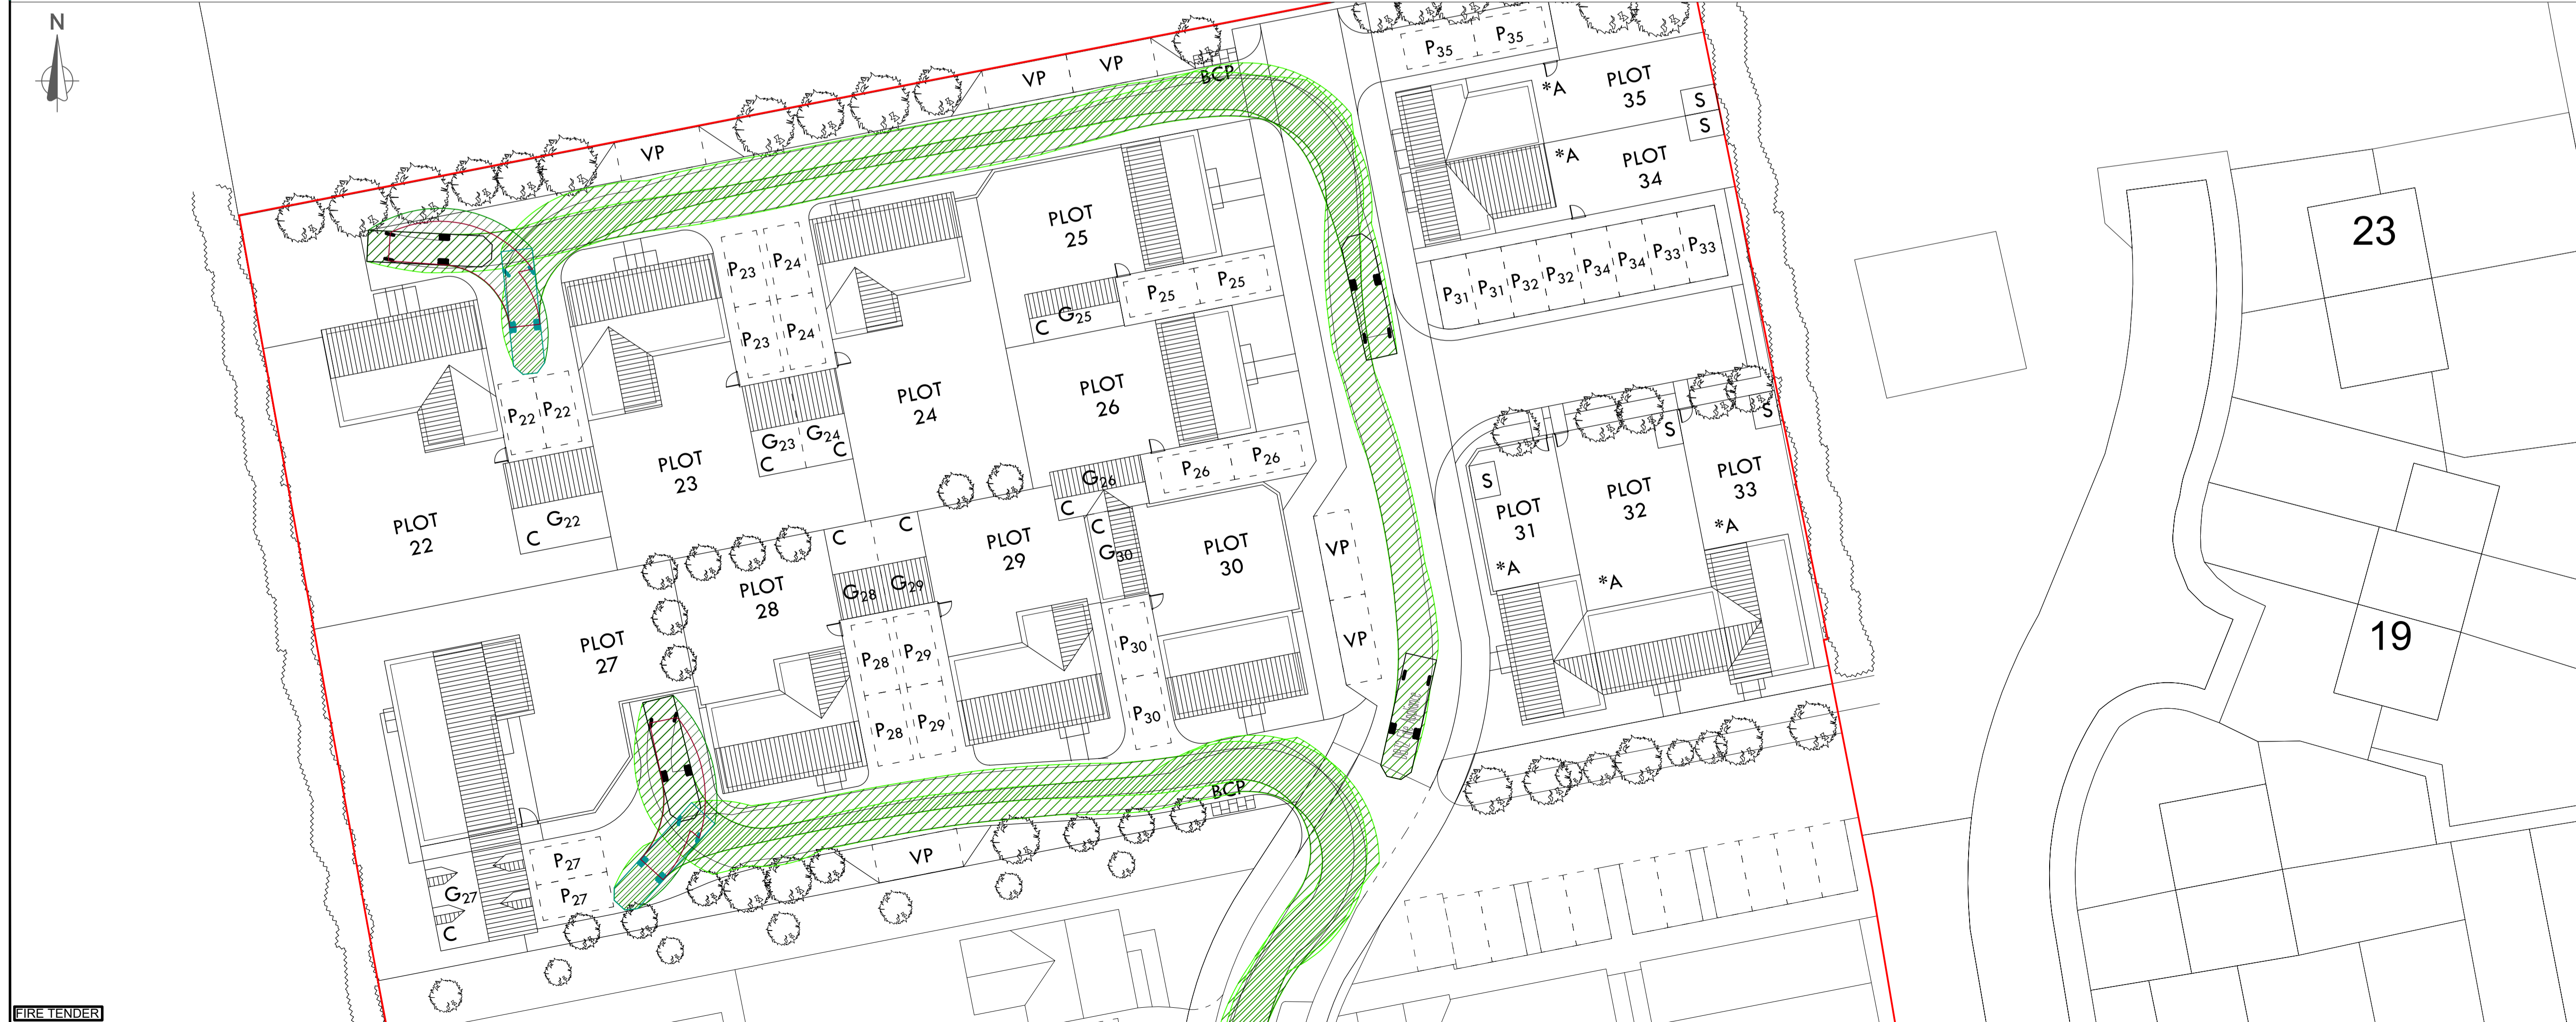 N
P35
P35
VP
VP
BCP
PLOT
35
*A
S
S
VP
*A
PLOT
34
23
PLOT
25
P23
P24
P25
P25
P31
P31
P32
P32
P34
P34
P33
P33
C
G25
P23
P24
PLOT
24
PLOT
26
P22
P22
G23
G24
C
C
P26
P26
S
S
PLOT
23
G26
C
S
PLOT
31
PLOT
32
PLOT
33
*A
PLOT
22
G22
C
C
C
C
PLOT
29
G30
PLOT
30
VP
*A
*A
PLOT
28
G28
G29
PLOT
27
P28
P29
P30
VP
19
P28
P29
P30
BCP
VP
P27
P27
G27
C
FIRE TENDER